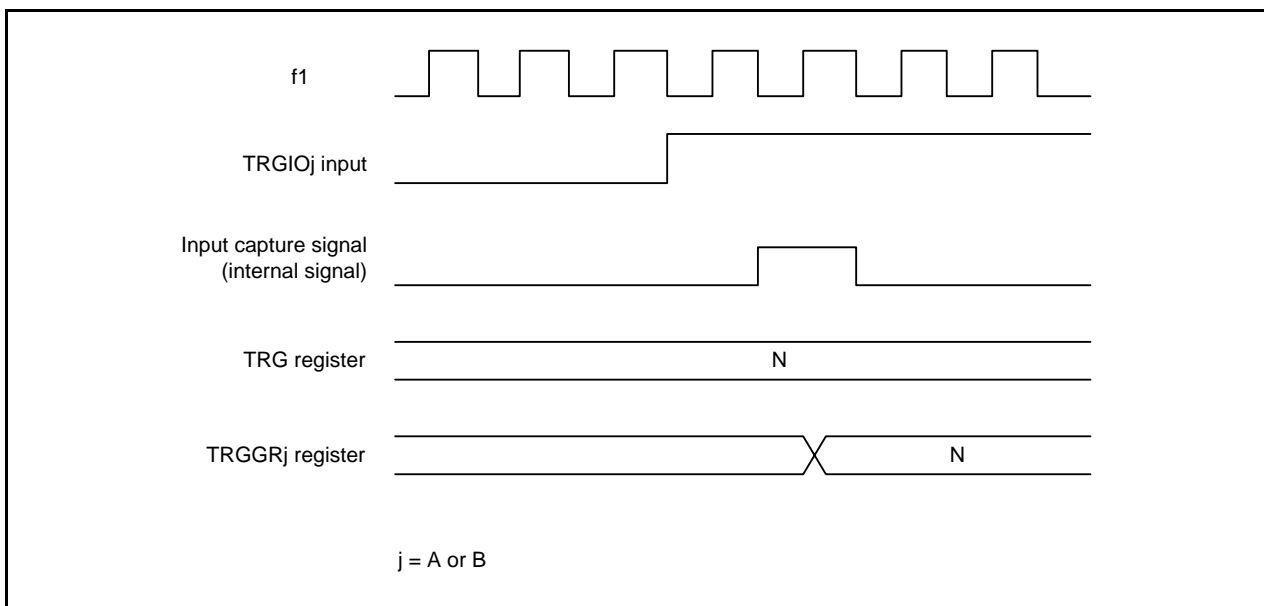 f1
TRGIOj input
Input capture signal
(internal signal)
TRG register
N
TRGGRj register
N
j = A or B